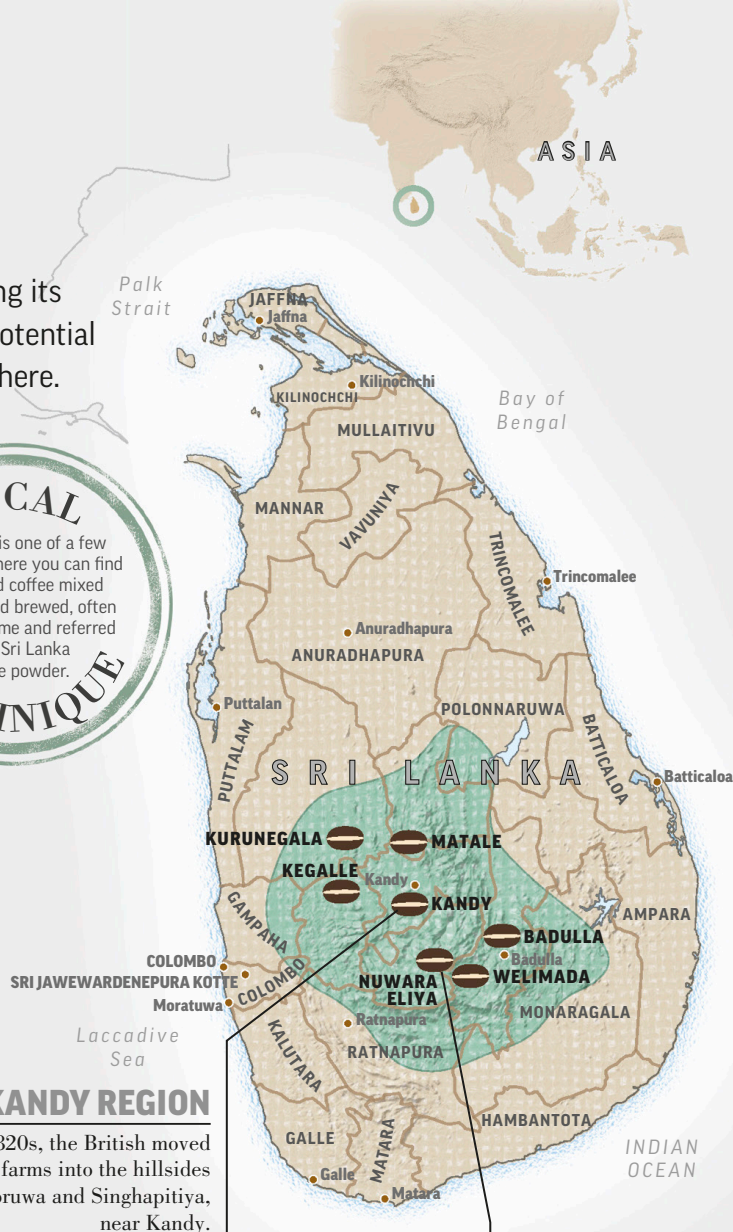 ASIA
ng its
otential
here.
Palk
Strait
JAFFNA
Jaffna
Kilinochchi
KILINOCHCHI
Bay of
Bengal
MULLAITIVU
MANNAR
VAVUNIYA
TRINCOMALEE
Trincomalee
CAL
is one of a few
here you can find
d coffee mixed
d brewed, often
me and referred
Sri Lanka
e powder.
NIQUE
Anuradhapura
ANURADHAPURA
Puttalan
PUTTALAM
POLONNARUWA
BATTICALOA
Batticaloa
SRI LANKA
KURUNEGALA
MATALE
KEGALLE
Kandy
KANDY
GAMPAHA
AMPARA
BADULLA
Badulla
COLOMBO
SRI JAWEWARDENEPURA KOTTE
COLOMBO
Moratuwa
NUWARA
ELIYA
WELIMADA
MONARAGALA
Ratnapura
RATNAPURA
Laccadive
Sea
KALUTARA
KANDY REGION
820s, the British moved
farms into the hillsides
oruwa and Singhapitiya,
near Kandy.
GALLE
MATARA
HAMBANTOTA
Galle
Matara
INDIAN
OCEAN